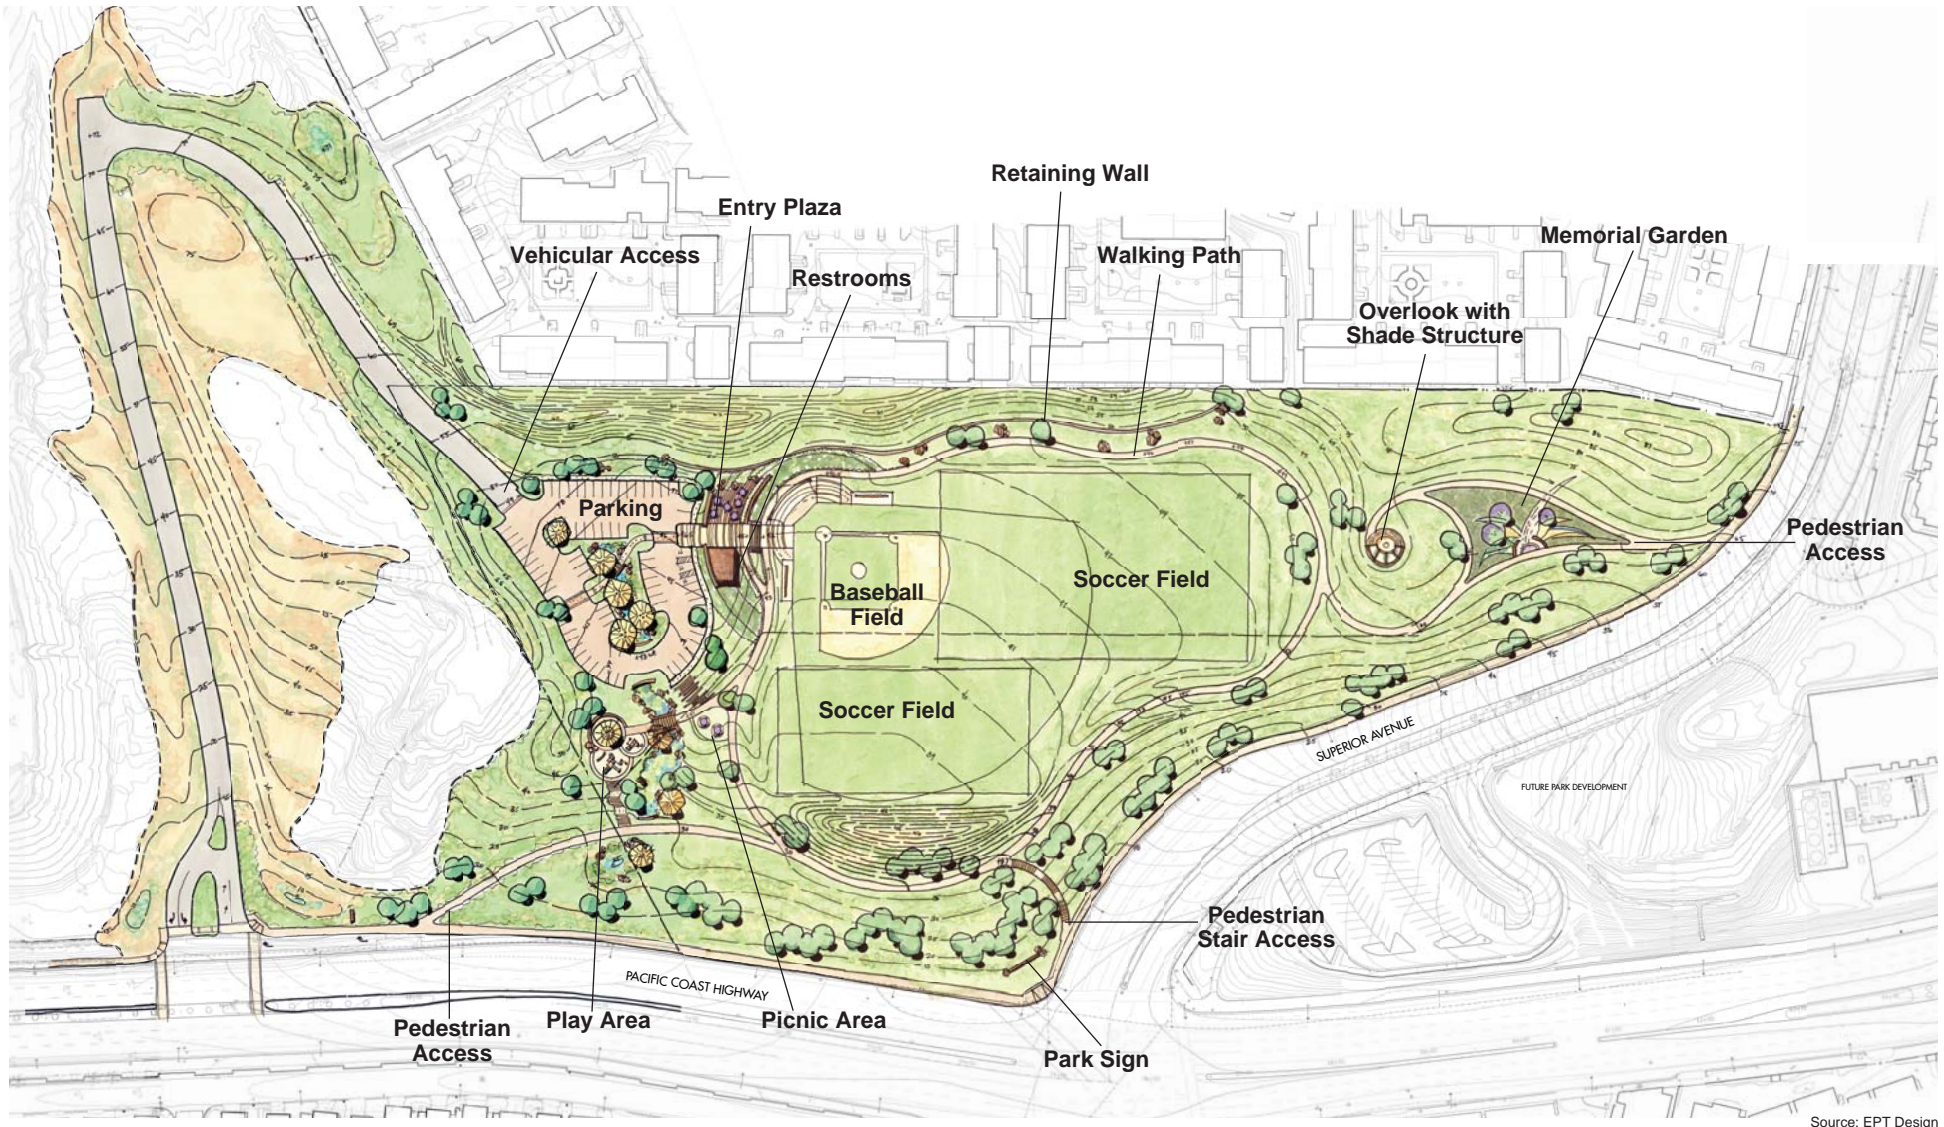 Retaining Wall
Entry Plaza
Memorial Garden
Vehicular Access
Walking Path
Restrooms
Overlook with
Shade Structure
Parking
Pedestrian
Access
Soccer Field
Baseball
Field
Soccer Field
SUPERIOR AVENUE
FUTURE PARK DEVELOPMENT
Pedestrian
Stair Access
PACIFIC COAST HIGHWAY
Pedestrian
Access
Play Area
Picnic Area
Park Sign
Source: EPT Design